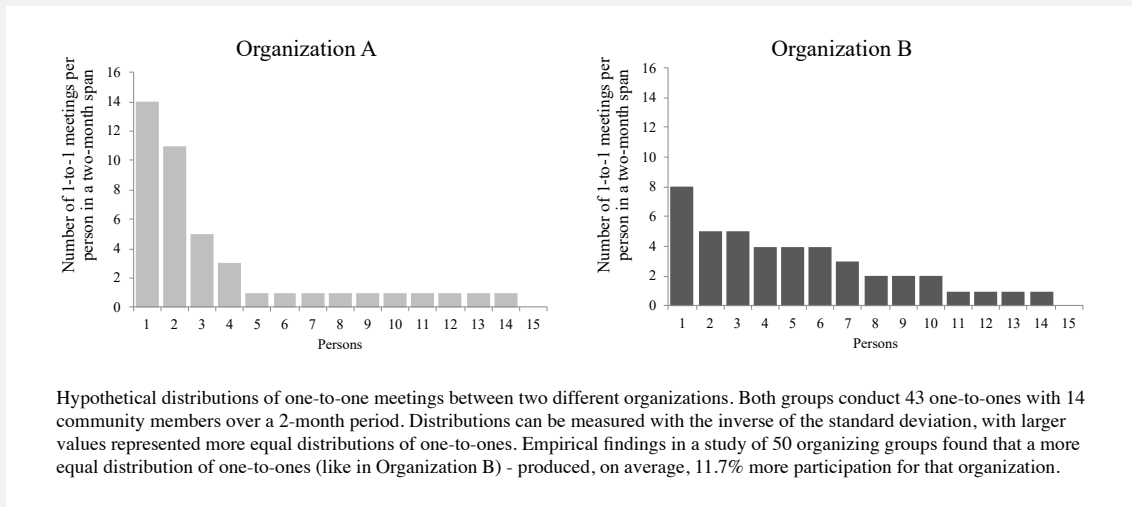 Organization A
Number of 1-to-1 meetings per
person in a two-month span
16
14
12
10
8
6
4
2
0
1 2 3 4 5 6 7 8 9 10 11 12 13 14 15
Persons
Organization B
Number of 1-to-1 meetings per
person in a two-month span
16
14
12
10
8
6
4
2
0
1 2 3 4 5 6 7 8 9 10 11 12 13 14 15
Persons
Hypothetical distributions of one-to-one meetings between two different organizations. Both groups conduct 43 one-to-ones with 14
community members over a 2-month period. Distributions can be measured with the inverse of the standard deviation, with larger
values represented more equal distributions of one-to-ones. Empirical findings in a study of 50 organizing groups found that a more
equal distribution of one-to-ones (like in Organization B) - produced, on average, 11.7% more participation for that organization.